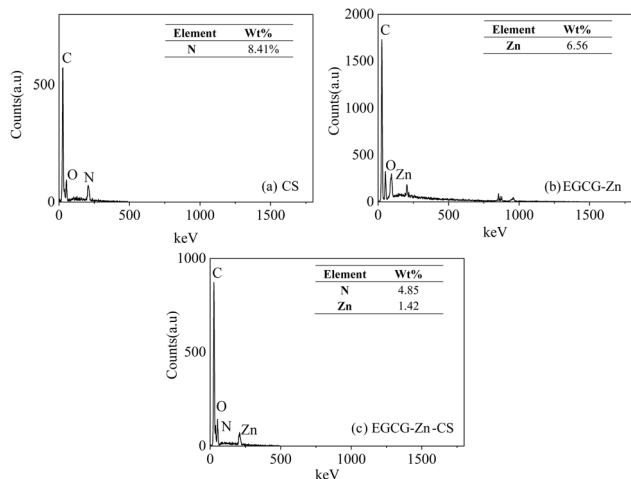 Element Wt%
N 8.41%
C
500
O
N
(a) CS
0
0 500 1000 1500
keV
Counts(a.u)
Element Wt%
Zn 6.56
2000
C
1500
1000
500
O
Zn
(b) EGCG-Zn
0
0 500 1000 1500
keV
Counts(a.u)
Element Wt%
N 4.85
Zn 1.42
1000
C
500
O
N
Zn
(c) EGCG-Zn-CS
0
0 500 1000 1500
keV
Counts(a.u)